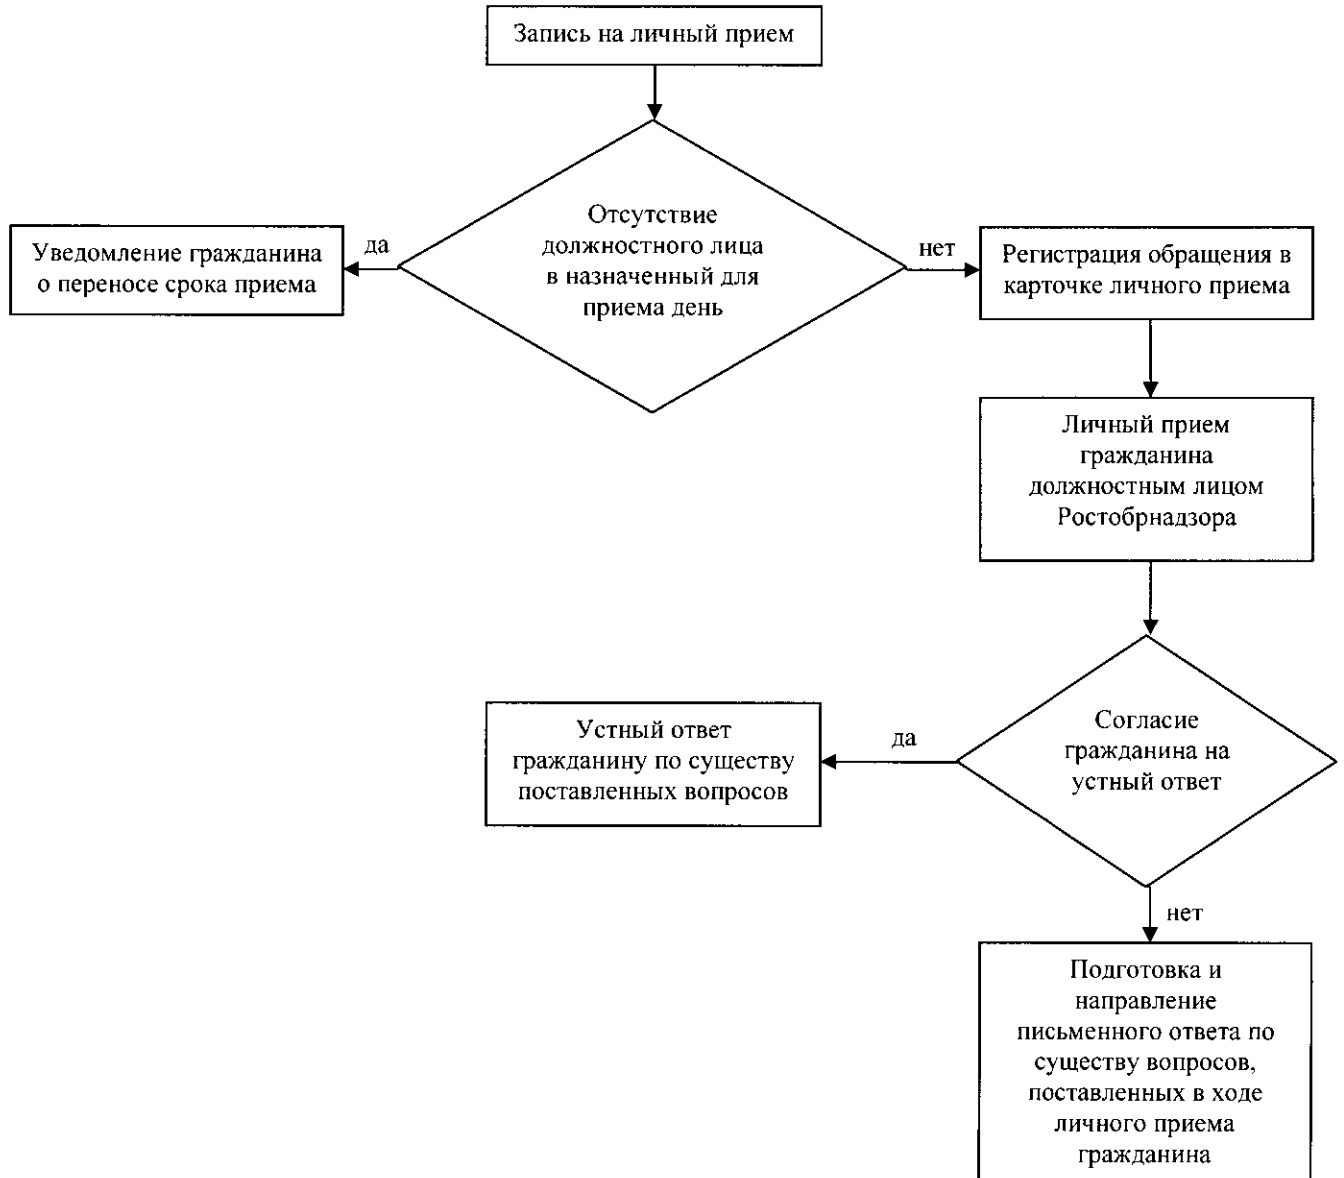 Запись на личный прием
Отсутствие
должностного лица
в назначенный для
приема день
да
нет
Уведомление гражданина
о переносе срока приема
Регистрация обращения в
карточке личного приема
Личный прием
гражданина
должностным лицом
Ростобрнадзора
Согласие
гражданина на
устный ответ
да
Устный ответ
гражданину по существу
поставленных вопросов
нет
Подготовка и
направление
письменного ответа по
существу вопросов,
поставленных в ходе
личного приема
гражданина